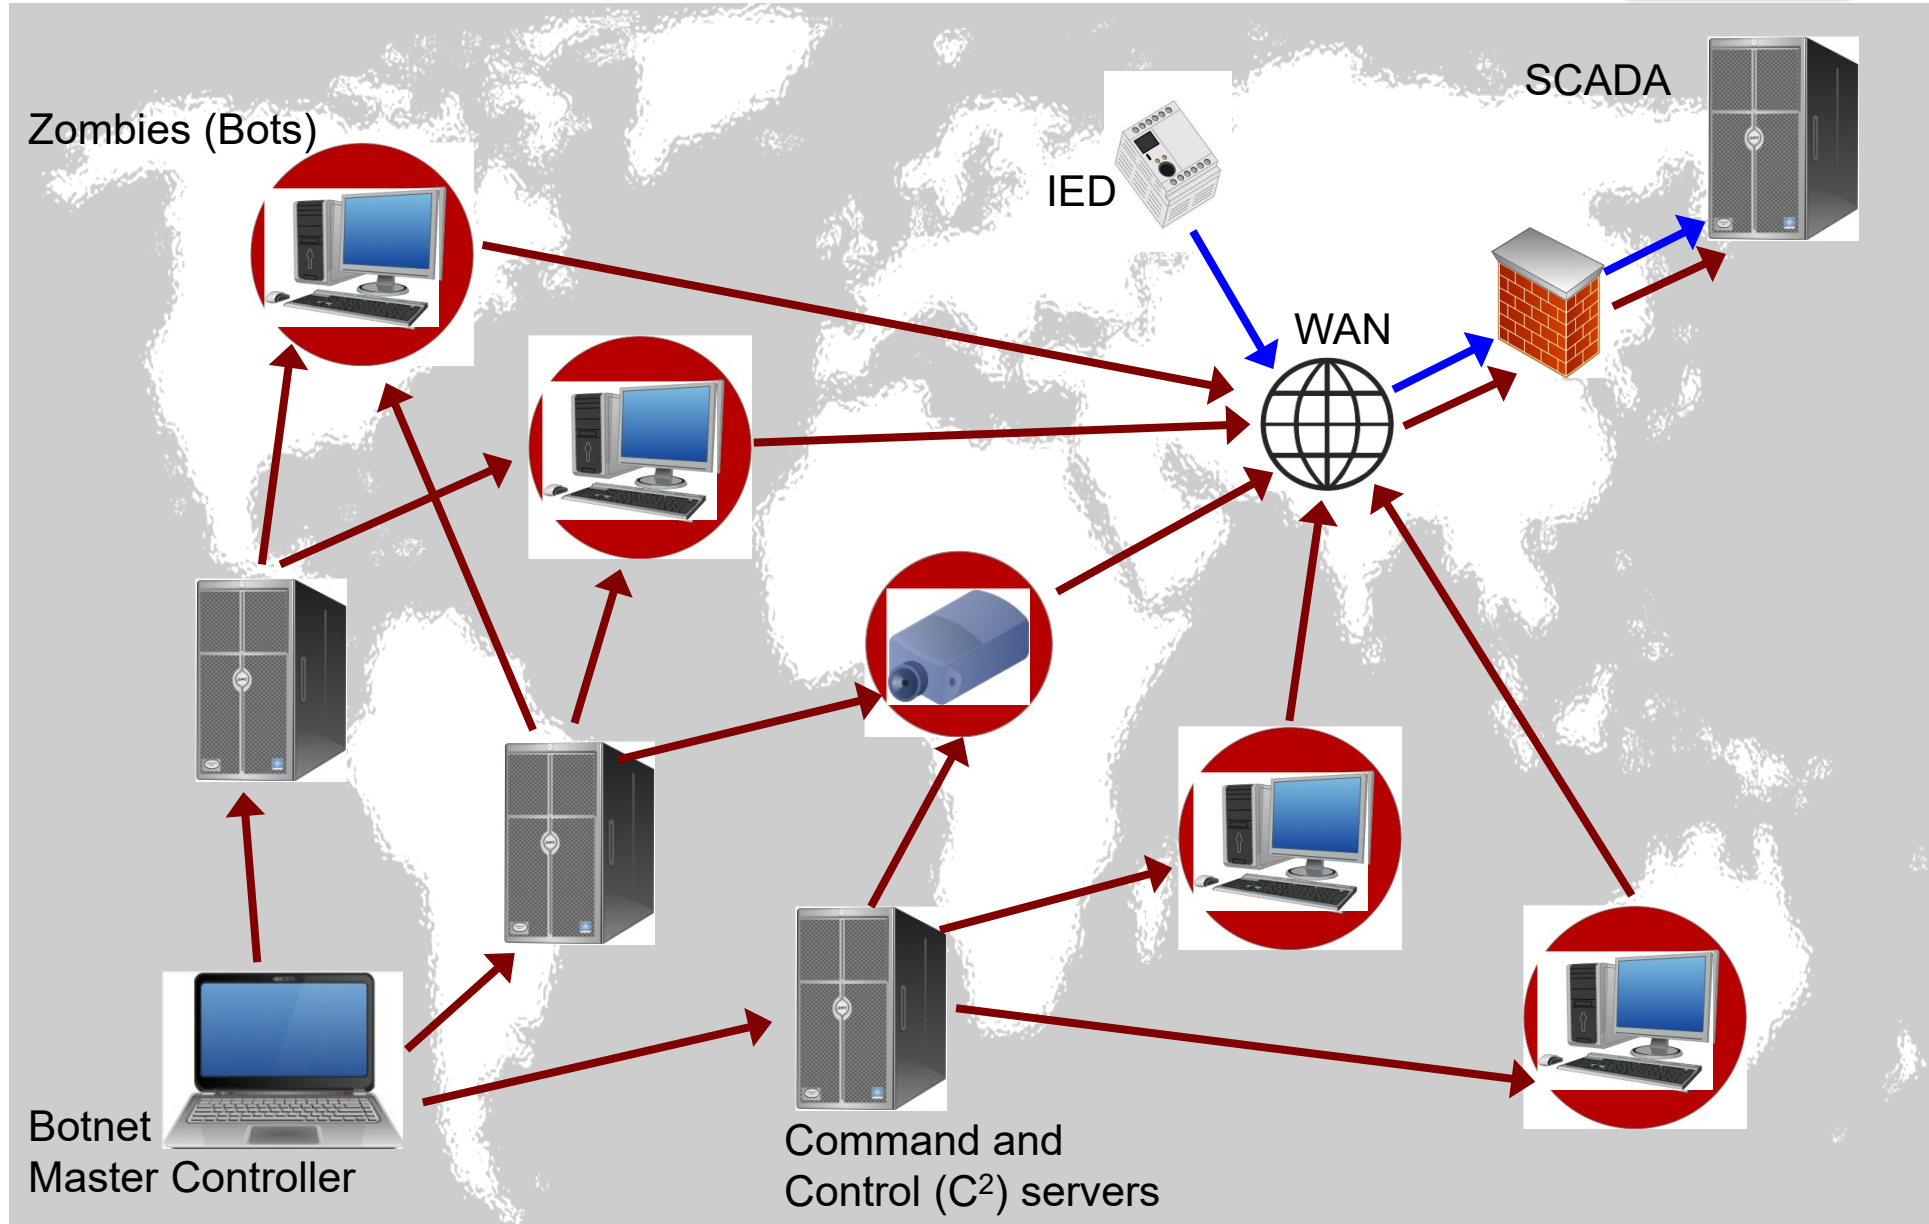 SCADA
Zombies (Bots)
IED
WAN
Botnet
Master Controller
Command and
Control (C²) servers